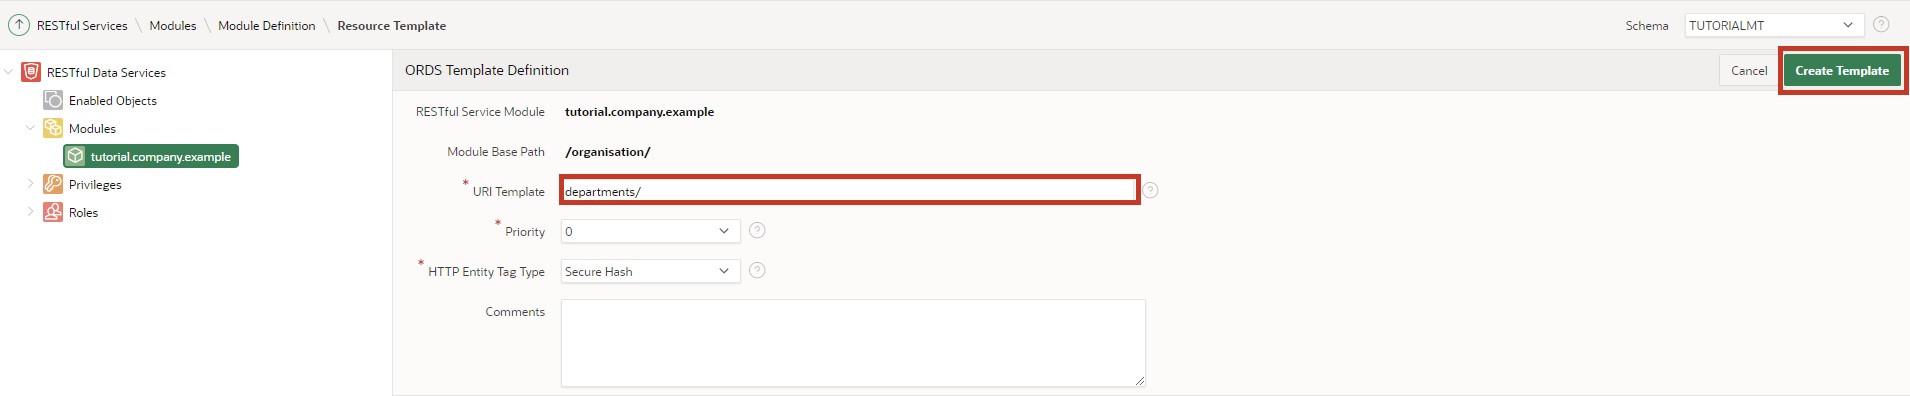 RESTful Services \ Modules \ Module Definition \ Resource Template
Schema TUTORIALMT ?
RESTful Data Services
Enabled Objects
Modules
tutorial.company.example
Privileges
Roles
ORDS Template Definition
Cancel Create Template
RESTful Service Module tutorial.company.example
Module Base Path /organisation/
* URI Template departments/ ?
* Priority 0 ?
* HTTP Entity Tag Type Secure Hash ?
Comments